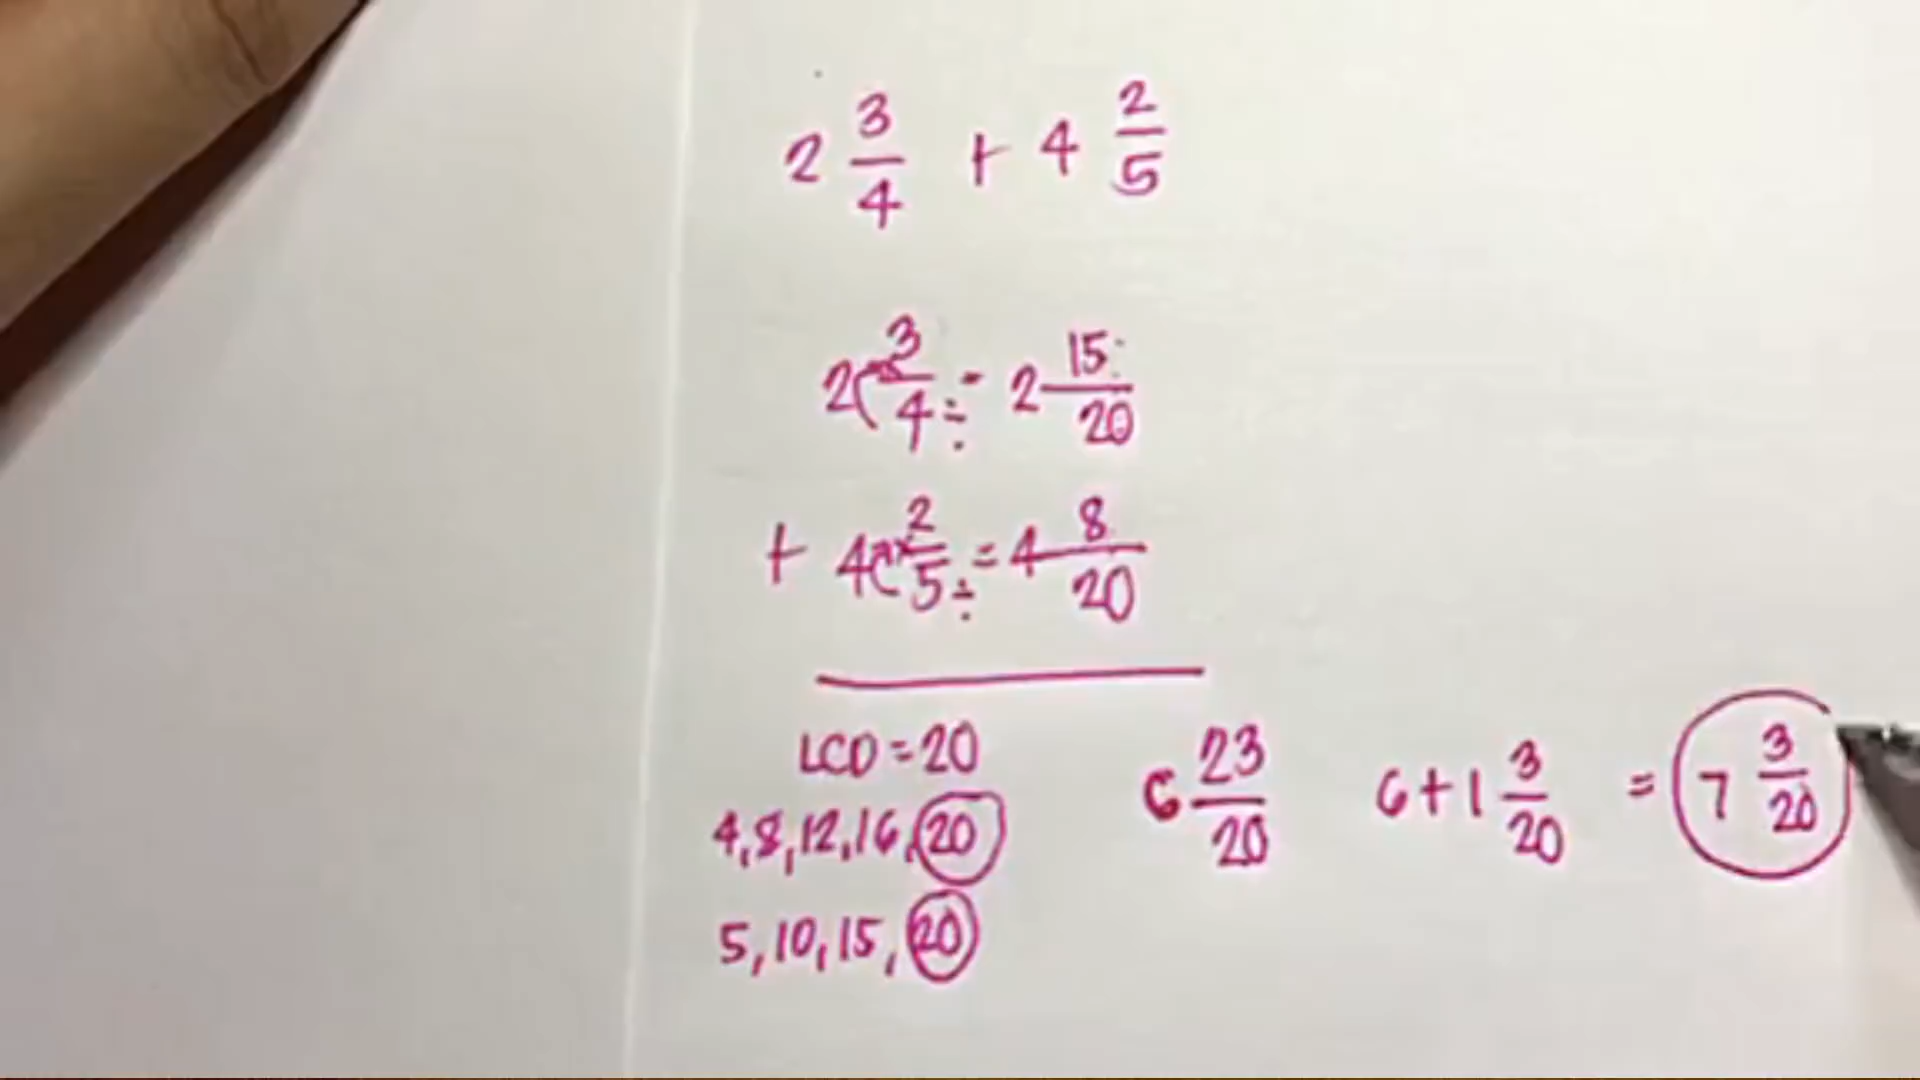 2 3/4 + 4 2/5
2 3/4 ÷ = 2 15/20
+ 4 2/5 ÷ = 4 8/20
LCD = 20
4, 8, 12, 16, 20
5, 10, 15, 20
6 23/20
6 + 1 3/20 = 7 3/20